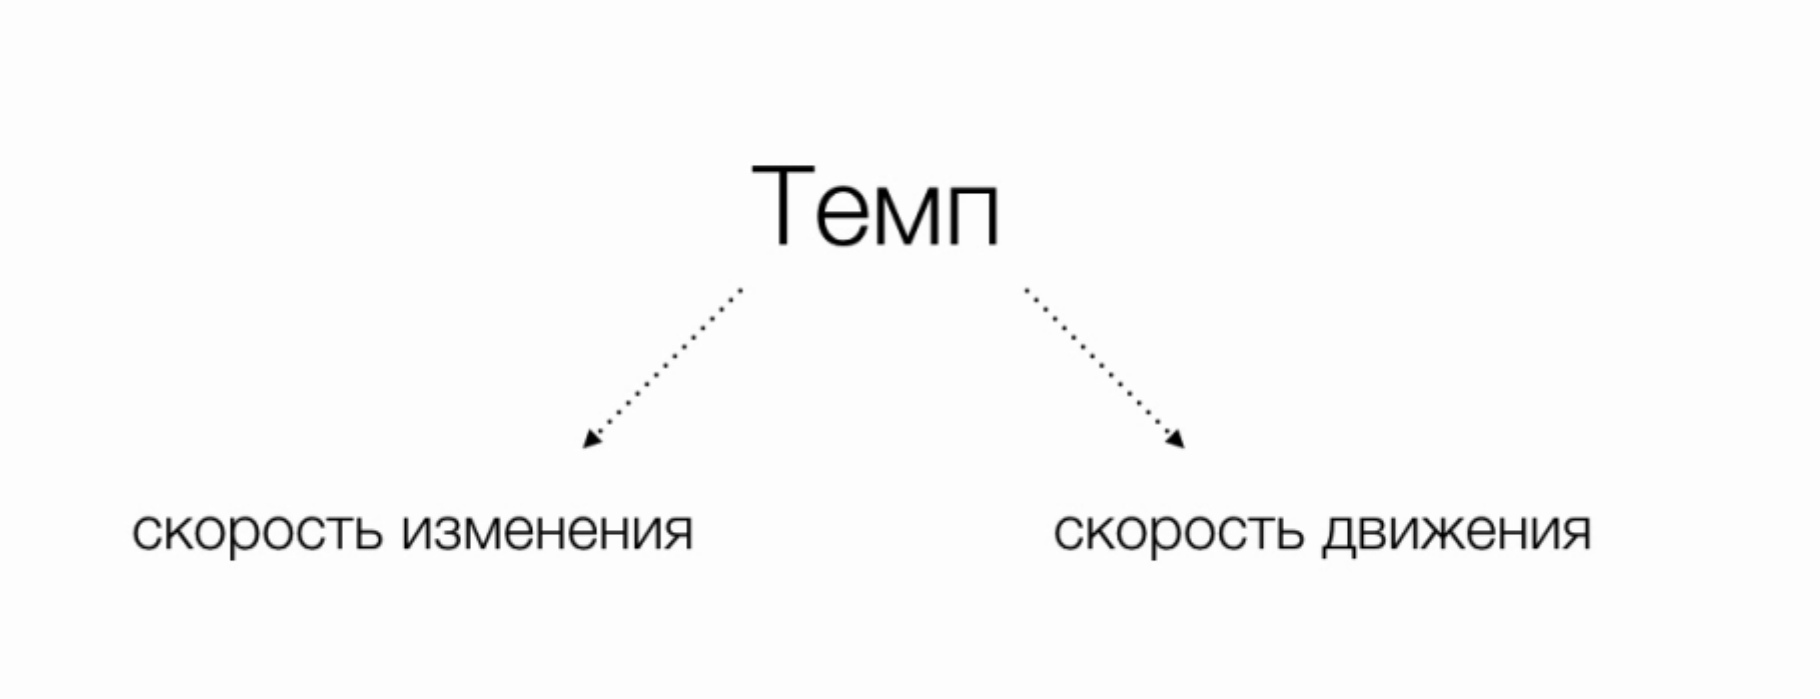 Темп
скорость изменения
скорость движения